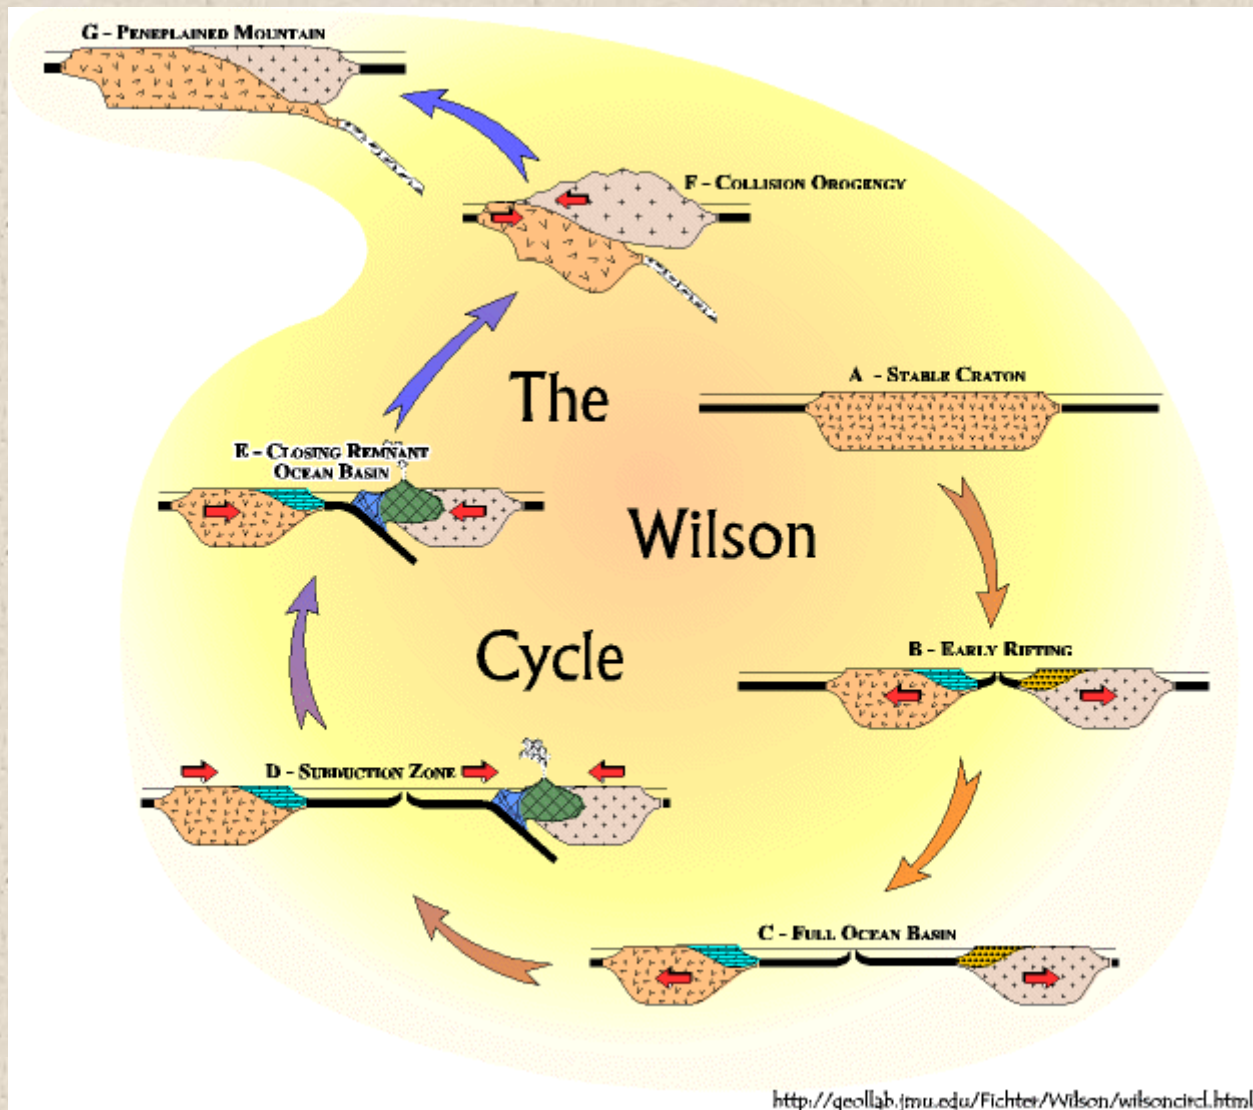 G - Peneplained Mountain
F - Collision Orogengy
The
A - Stable Craton
E - Closing Remnant
Ocean Basin
Wilson
B - Early Rifting
Cycle
D - Subduction Zone
C - Full Ocean Basin
http://geollab.jmu.edu/Fichter/Wilson/wilsoncircl.html